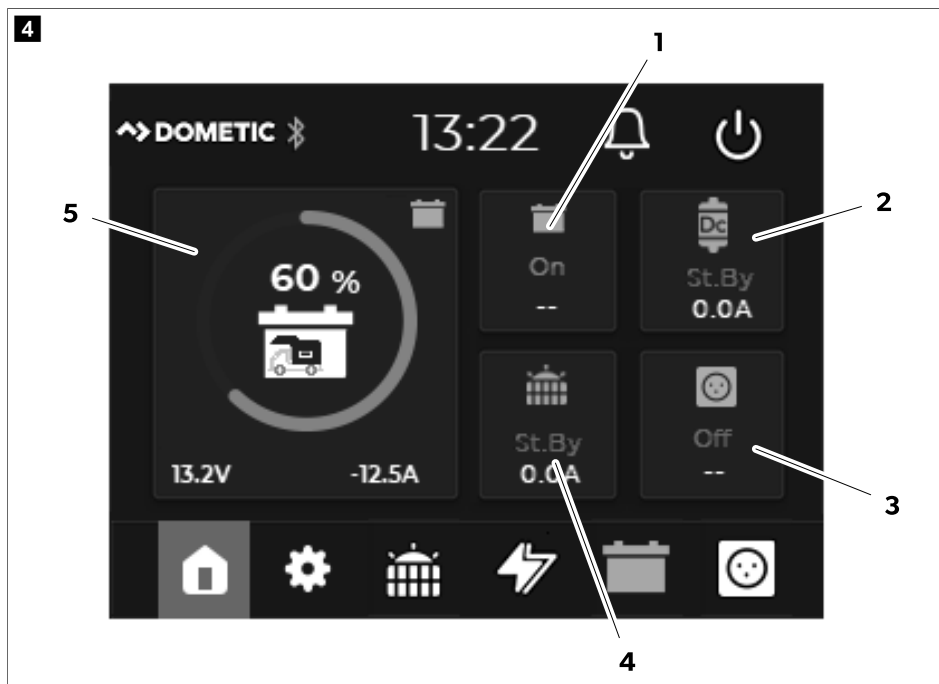 4
1
DOMETIC 13:22
2
5
Dc
60 %
On
St.By
--
0.0A
St.By
Off
13.2V
-12.5A
0.0A
--
3
4